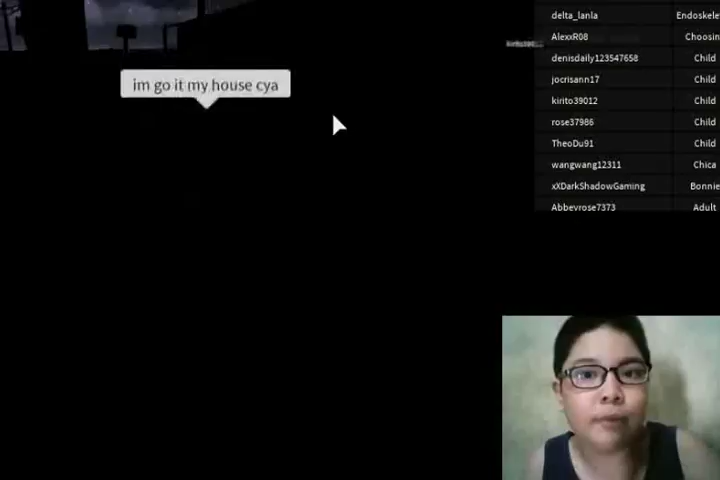 delta_lanla Endoskele
AlexxR08 Choosin
denisdaily123547658 Child
im go it my house cya
jocrisann17 Child
kirito39012 Child
rose37986 Child
TheoDu91 Child
wangwang12311 Chica
xXDarkShadowGaming Bonnie
Abbeyrose7373 Adult